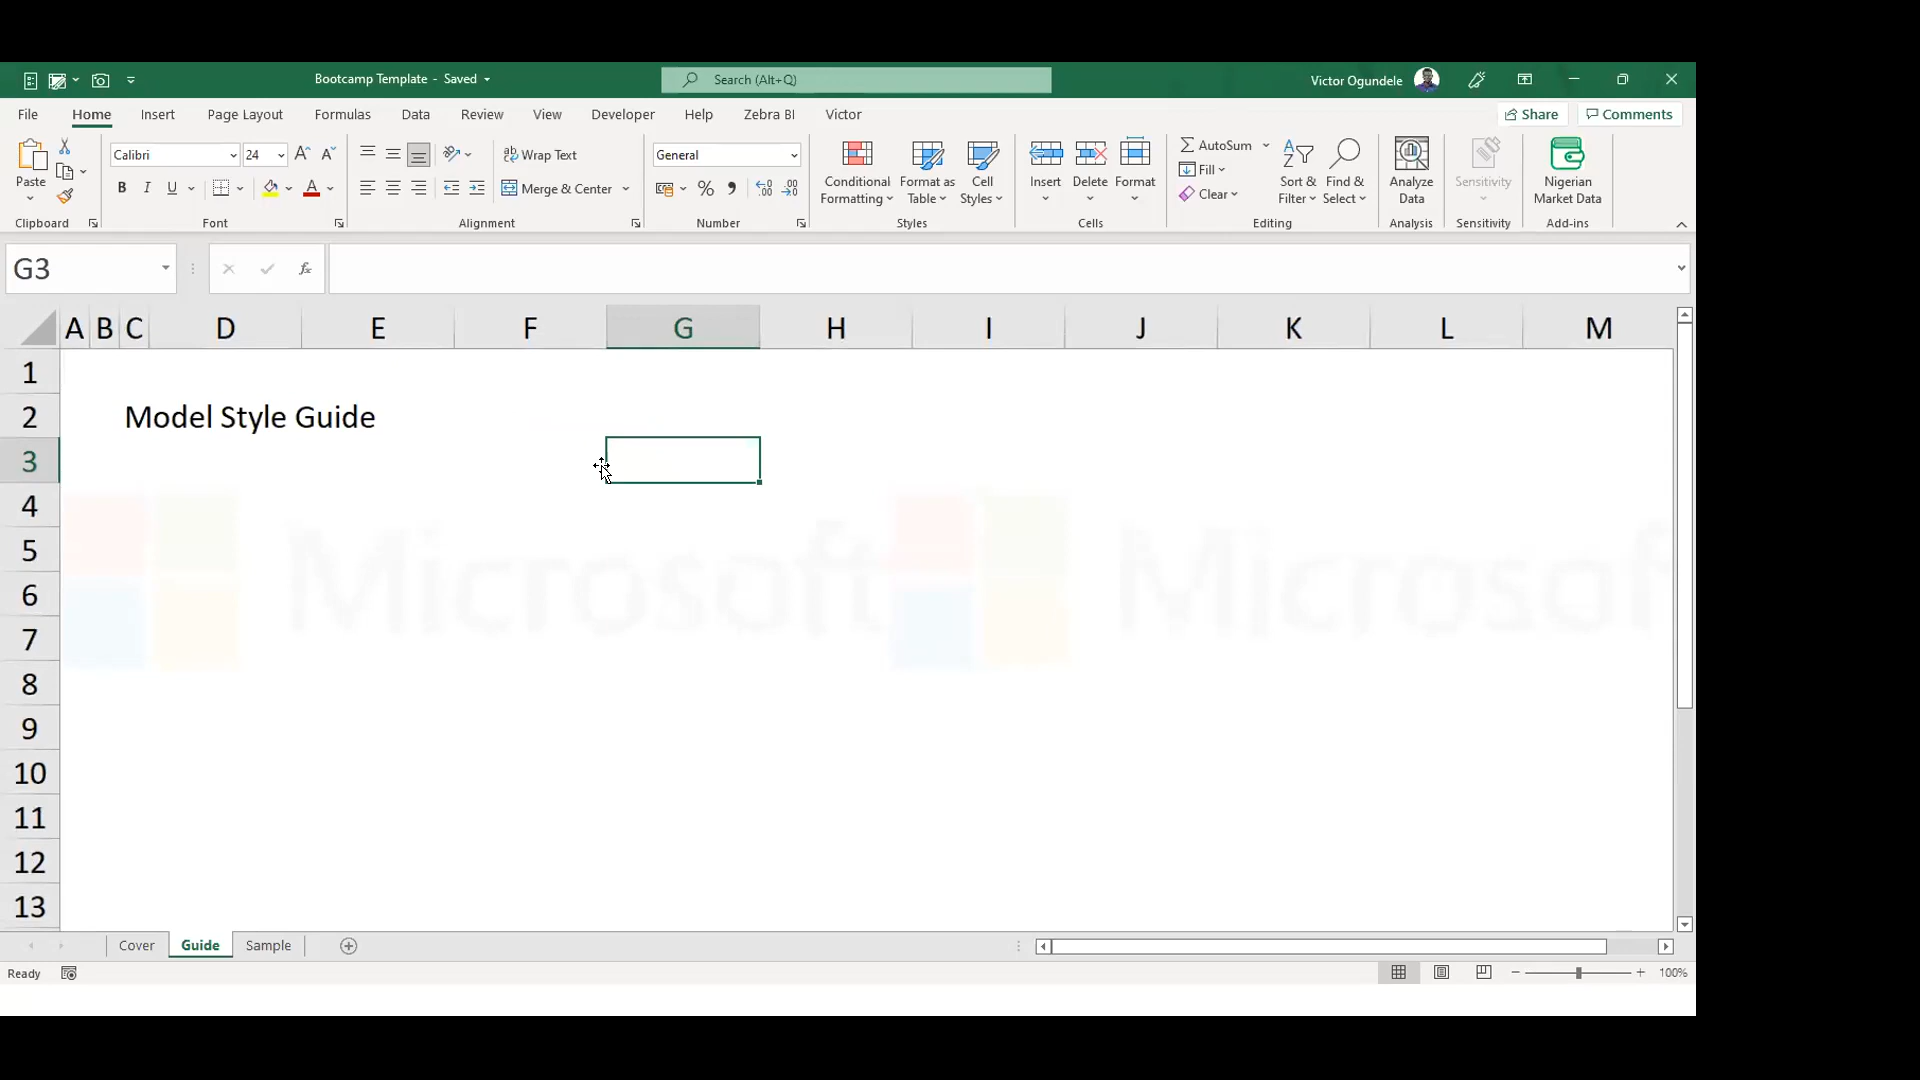 Bootcamp Template - Saved
Search (Alt+Q)
Victor Ogundele
File Home Insert Page Layout Formulas Data Review View Developer Help Zebra BI Victor
Share
Comments
Paste
Clipboard
Calibri
24
B I U
Font
Wrap Text
Merge & Center
Alignment
General
Number
Conditional Formatting
Format as Table
Cell Styles
Styles
Insert
Delete
Format
Cells
AutoSum
Fill
Clear
Sort & Filter
Find & Select
Editing
Analyze Data
Analysis
Sensitivity
Sensitivity
Nigerian Market Data
Add-ins
G3
fx
A B C D E F G H I J K L M
1
2 Model Style Guide
3
4
5 Microsoft Microsof
6
7
8
9
10
11
12
13
Cover Guide Sample
Ready
100%